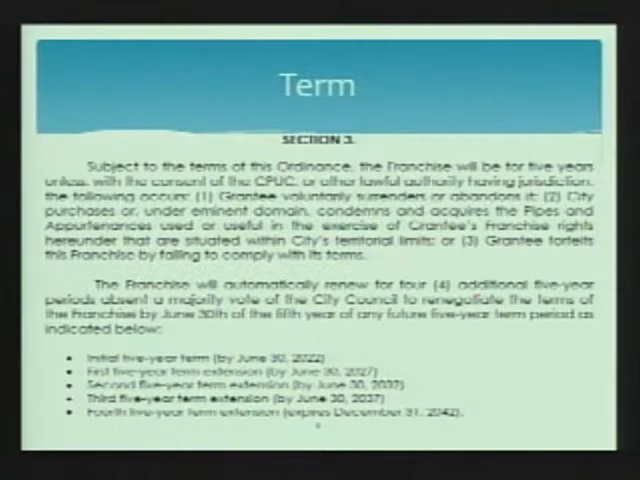 Term
SECTION 3.
Subject to the terms of this Ordinance, the Franchise will be for five years
unless, with the consent of the CPUC, or other lawful authority having jurisdiction,
the following occurs: (1) Grantee voluntarily surrenders or abandons it; (2) City
purchases or, under eminent domain, condemns and acquires the Pipes and
Appurtenances used or useful in the exercise of Grantee's Franchise rights
hereunder that are situated within City's territorial limits; or (3) Grantee forfeits
this Franchise by failing to comply with its terms.
The Franchise will automatically renew for four (4) additional five-year
periods absent a majority vote of the City Council to renegotiate the terms of
the Franchise by June 30th of the fifth year of any future five-year term period as
indicated below:
• Initial five-year term (by June 30, 2022)
• First five-year term extension (by June 30, 2027)
• Second five-year term extension (by June 30, 2032)
• Third five-year term extension (by June 30, 2037)
• Fourth five-year term extension (expires December 31, 2042).